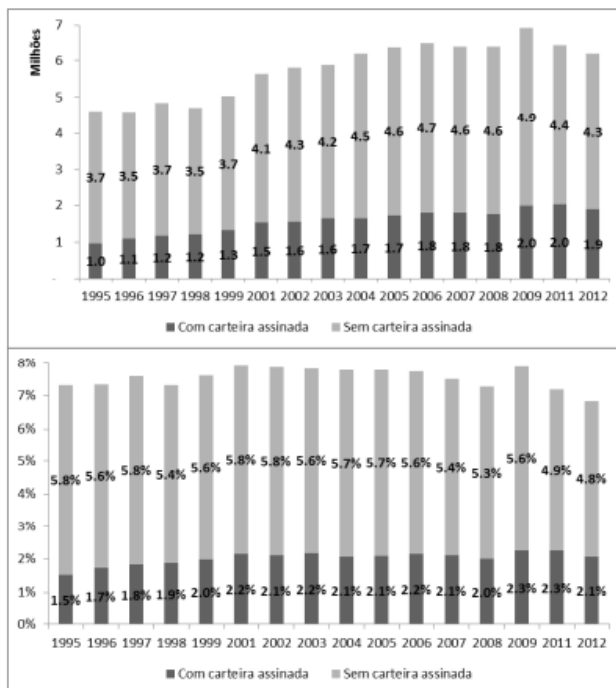 Milhões
7
6
5
4
3
2
1
-
3.7 3.5 3.7 3.5 3.7 4.1 4.3 4.2 4.5 4.6 4.7 4.6 4.6 4.9 4.4 4.3
1.0 1.1 1.2 1.2 1.3 1.5 1.6 1.6 1.7 1.7 1.8 1.8 1.8 2.0 2.0 1.9
1995 1996 1997 1998 1999 2001 2002 2003 2004 2005 2006 2007 2008 2009 2011 2012
Com carteira assinada Sem carteira assinada
8%
7%
6%
5%
4%
3%
2%
1%
0%
5.8% 5.6% 5.8% 5.4% 5.6% 5.8% 5.8% 5.6% 5.7% 5.7% 5.6% 5.4% 5.3% 5.6% 4.9% 4.8%
1.5% 1.7% 1.8% 1.9% 2.0% 2.2% 2.1% 2.2% 2.1% 2.1% 2.2% 2.1% 2.0% 2.3% 2.3% 2.1%
1995 1996 1997 1998 1999 2001 2002 2003 2004 2005 2006 2007 2008 2009 2011 2012
Com carteira assinada Sem carteira assinada